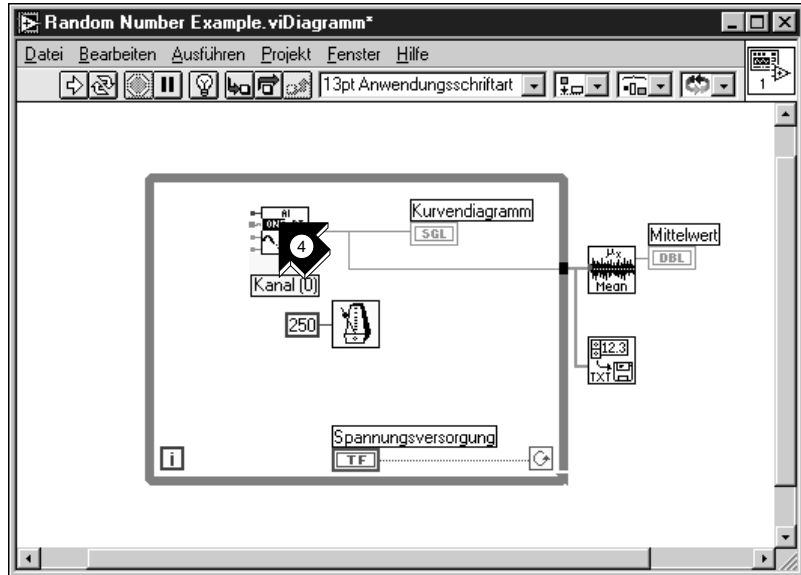 Random Number Example.vi Diagramm*
Datei Bearbeiten Ausführen Projekt Fenster Hilfe
13pt Anwendungsschriftart
1
AI
Kurvendiagramm
SGL
4
Kanal (0)
Mittelwert
DBL
μx
Mean
250
12.3
TXT
Spannungsversorgung
TF
i